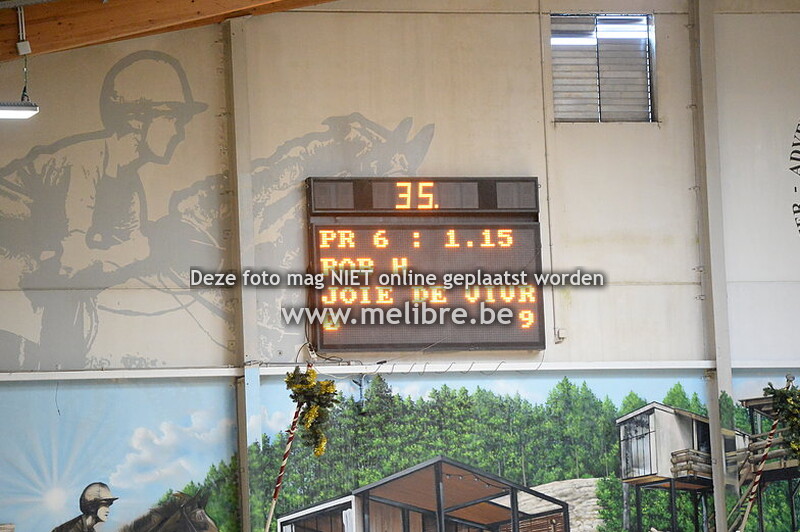 35.
PR 6 : 1.15
ROB H
Deze foto mag NIET online geplaatst worden
JOIE DE VIVR
www.melibre.be
9